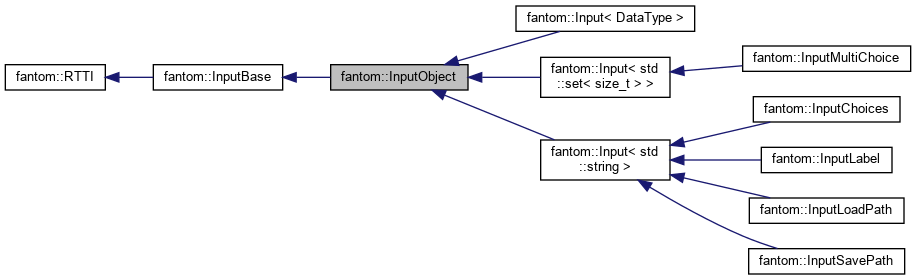 fantom::RTTI
fantom::InputBase
fantom::InputObject
fantom::Input< DataType >
fantom::Input< std
::set< size_t > >
fantom::InputMultiChoice
fantom::Input< std
::string >
fantom::InputChoices
fantom::InputLabel
fantom::InputLoadPath
fantom::InputSavePath